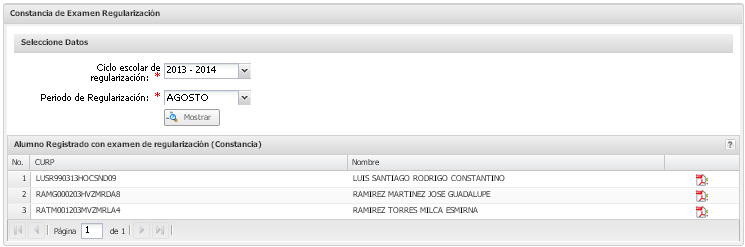 Constancia de Examen Regularización
Seleccione Datos
Ciclo escolar de regularización: * 2013 - 2014
Periodo de Regularización: * AGOSTO
Mostrar
Alumno Registrado con examen de regularización (Constancia) ?
No. CURP Nombre
1 LUSR990313HOCSND09 LUIS SANTIAGO RODRIGO CONSTANTINO
2 RAMG000203HVZMRDA8 RAMIREZ MARTINEZ JOSE GUADALUPE
3 RATM001203MVZMRLA4 RAMIREZ TORRES MILCA ESMIRNA
Página 1 de 1